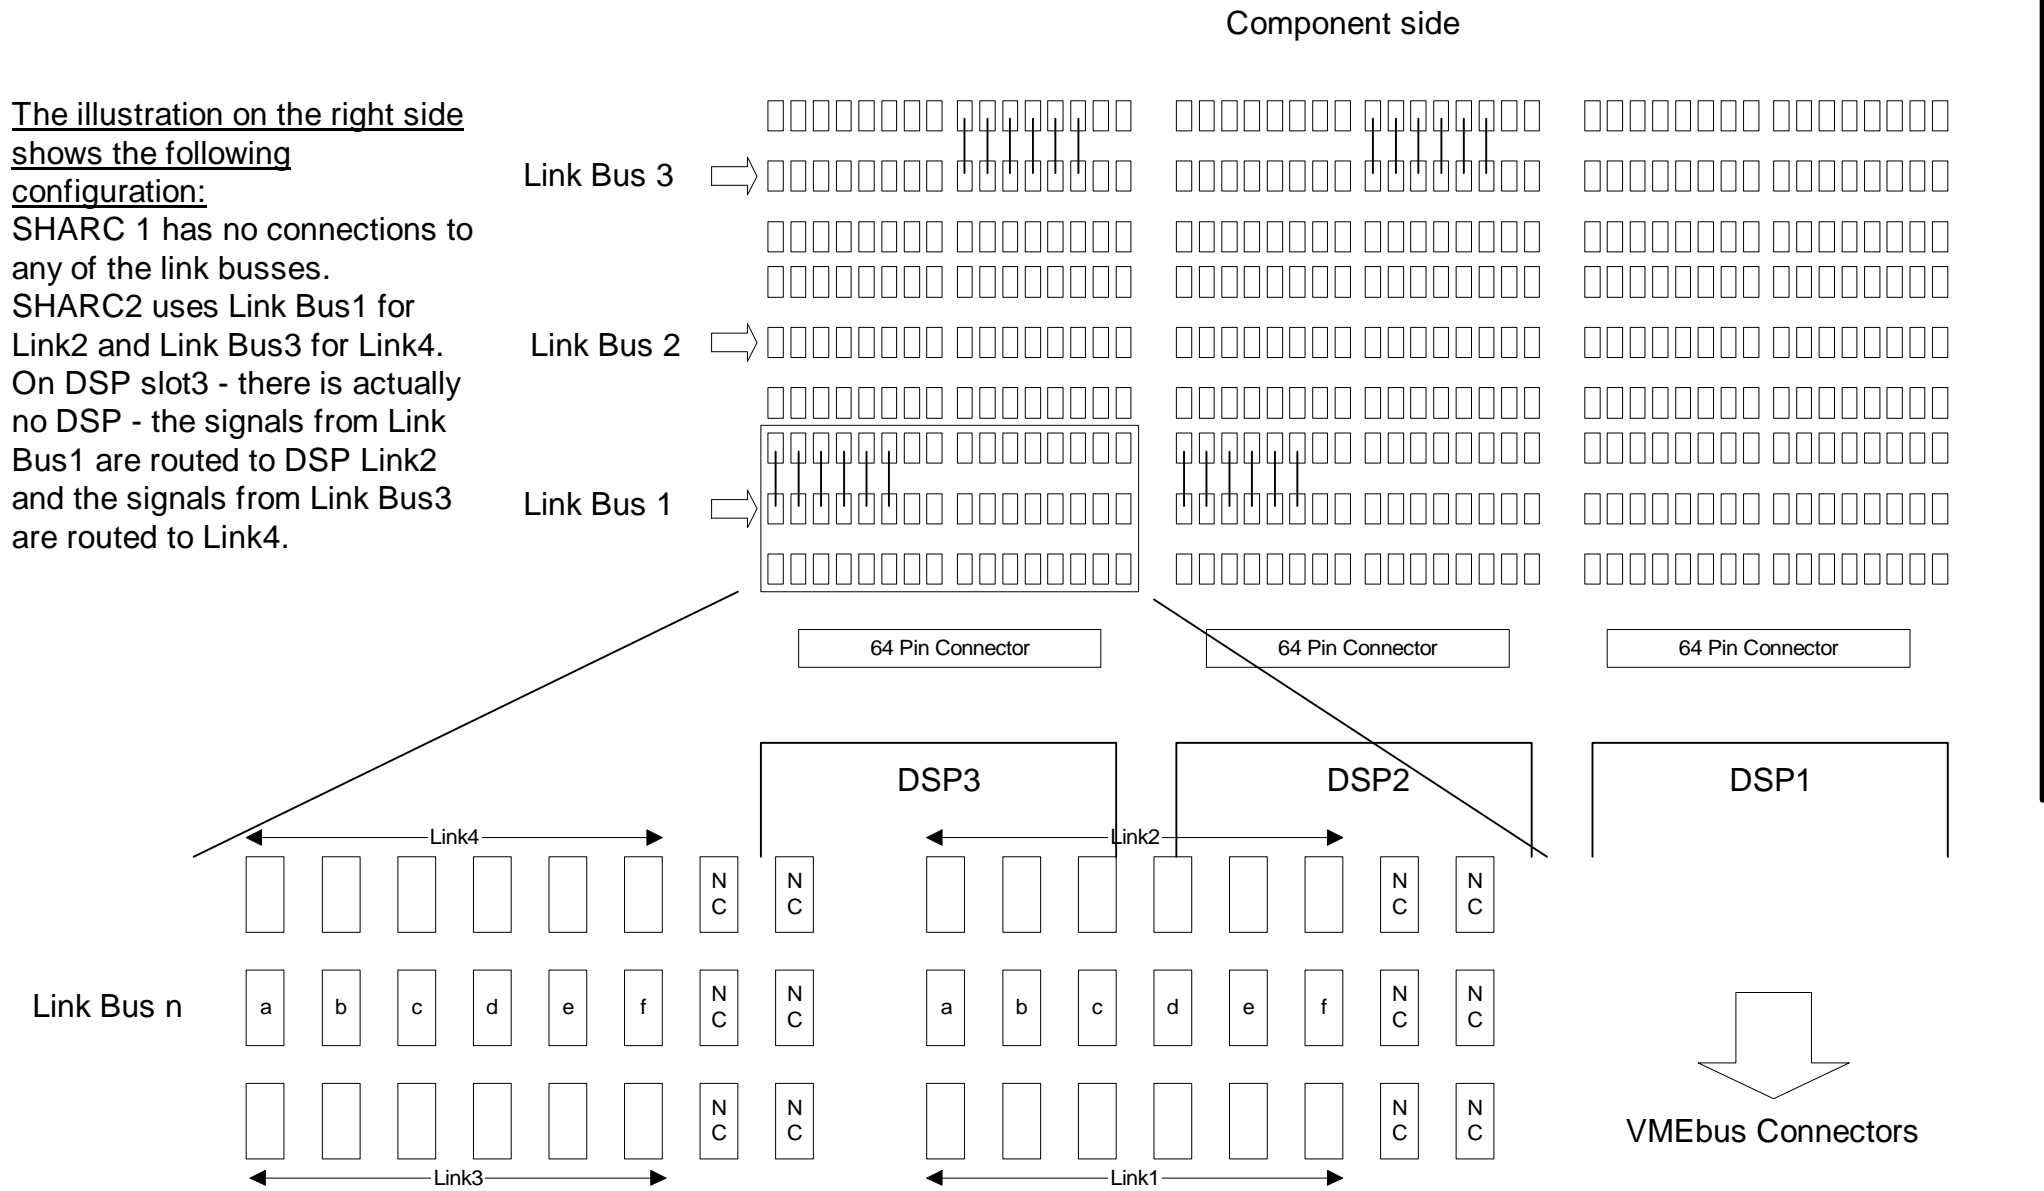 Component side
The illustration on the right side
shows the following
configuration:
SHARC 1 has no connections to
any of the link busses.
SHARC2 uses Link Bus1 for
Link2 and Link Bus3 for Link4.
On DSP slot3 - there is actually
no DSP - the signals from Link
Bus1 are routed to DSP Link2
and the signals from Link Bus3
are routed to Link4.
Link Bus 3
Link Bus 2
Link Bus 1
64 Pin Connector
64 Pin Connector
64 Pin Connector
DSP3
DSP2
DSP1
Link4
Link2
N
C
N
C
N
C
N
C
Link Bus n
a
b
c
d
e
f
N
C
N
C
a
b
c
d
e
f
N
C
N
C
N
C
N
C
N
C
N
C
Link3
Link1
VMEbus Connectors